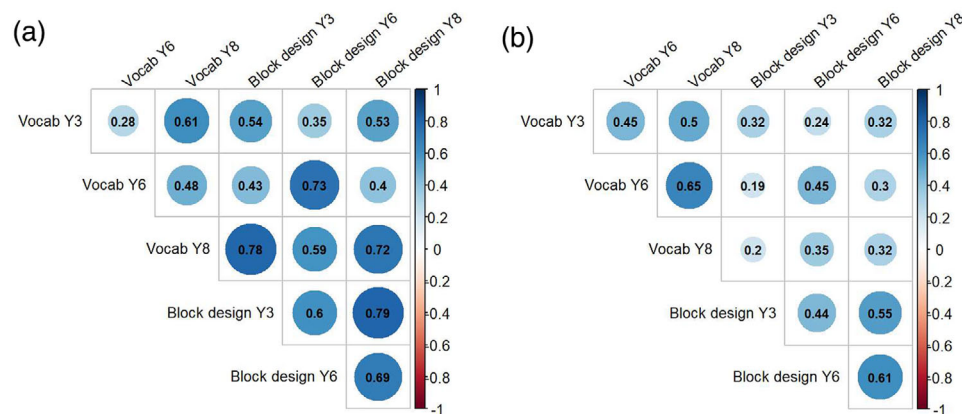 (a)
Vocab Y6
Vocab Y8
Block design Y3
Block design Y6
Block design Y8
Vocab Y3 0.28 0.61 0.54 0.35 0.53
Vocab Y6 0.48 0.43 0.73 0.4
Vocab Y8 0.78 0.59 0.72
Block design Y3 0.6 0.79
Block design Y6 0.69
1
0.8
0.6
0.4
0.2
0
0.2
0.4
0.6
0.8
-1
(b)
Vocab Y6
Vocab Y8
Block design Y3
Block design Y6
Block design Y8
Vocab Y3 0.45 0.5 0.32 0.24 0.32
Vocab Y6 0.65 0.19 0.45 0.3
Vocab Y8 0.2 0.35 0.32
Block design Y3 0.44 0.55
Block design Y6 0.61
1
0.8
0.6
0.4
0.2
0
0.2
0.4
0.6
0.8
-1